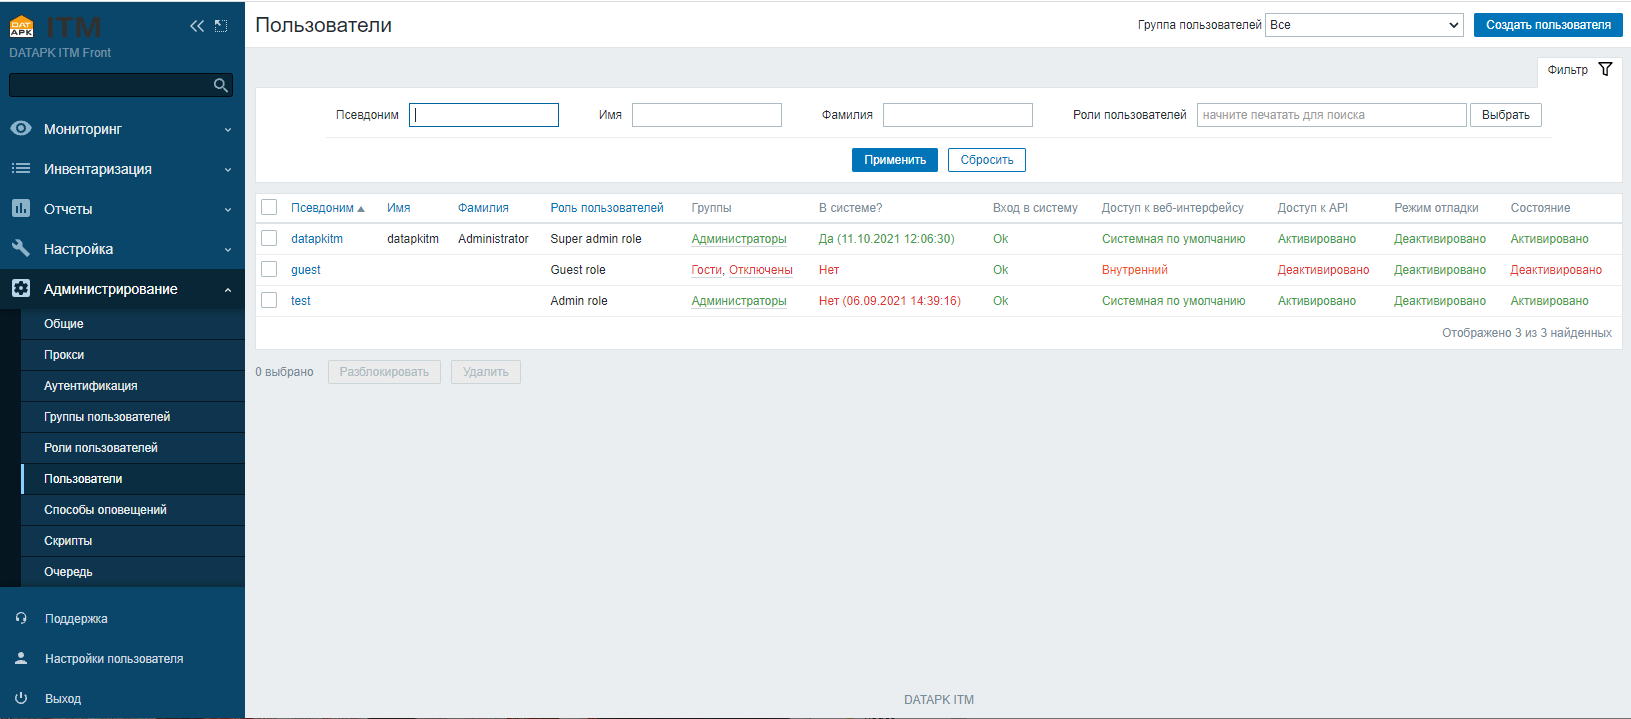 DAT APK ITM
DATAPK ITM Front
Мониторинг
Инвентаризация
Отчеты
Настройка
Администрирование
Общие
Прокси
Аутентификация
Группы пользователей
Роли пользователей
Пользователи
Способы оповещений
Скрипты
Очередь
Поддержка
Настройки пользователя
Выход
Пользователи
Группа пользователей Все Создать пользователя
Фильтр
Псевдоним Имя Фамилия Роли пользователей начните печатать для поиска Выбрать
Применить Сбросить
Псевдоним Имя Фамилия Роль пользователей Группы В системе? Вход в систему Доступ к веб-интерфейсу Доступ к API Режим отладки Состояние
datapkitm datapkitm Administrator Super admin role Администраторы Да (11.10.2021 12:06:30) Ok Системная по умолчанию Активировано Деактивировано Активировано
guest Guest role Гости, Отключены Нет Ok Внутренний Деактивировано Деактивировано Деактивировано
test Admin role Администраторы Нет (06.09.2021 14:39:16) Ok Системная по умолчанию Активировано Деактивировано Активировано
Отображено 3 из 3 найденных
0 выбрано Разблокировать Удалить
DATAPK ITM